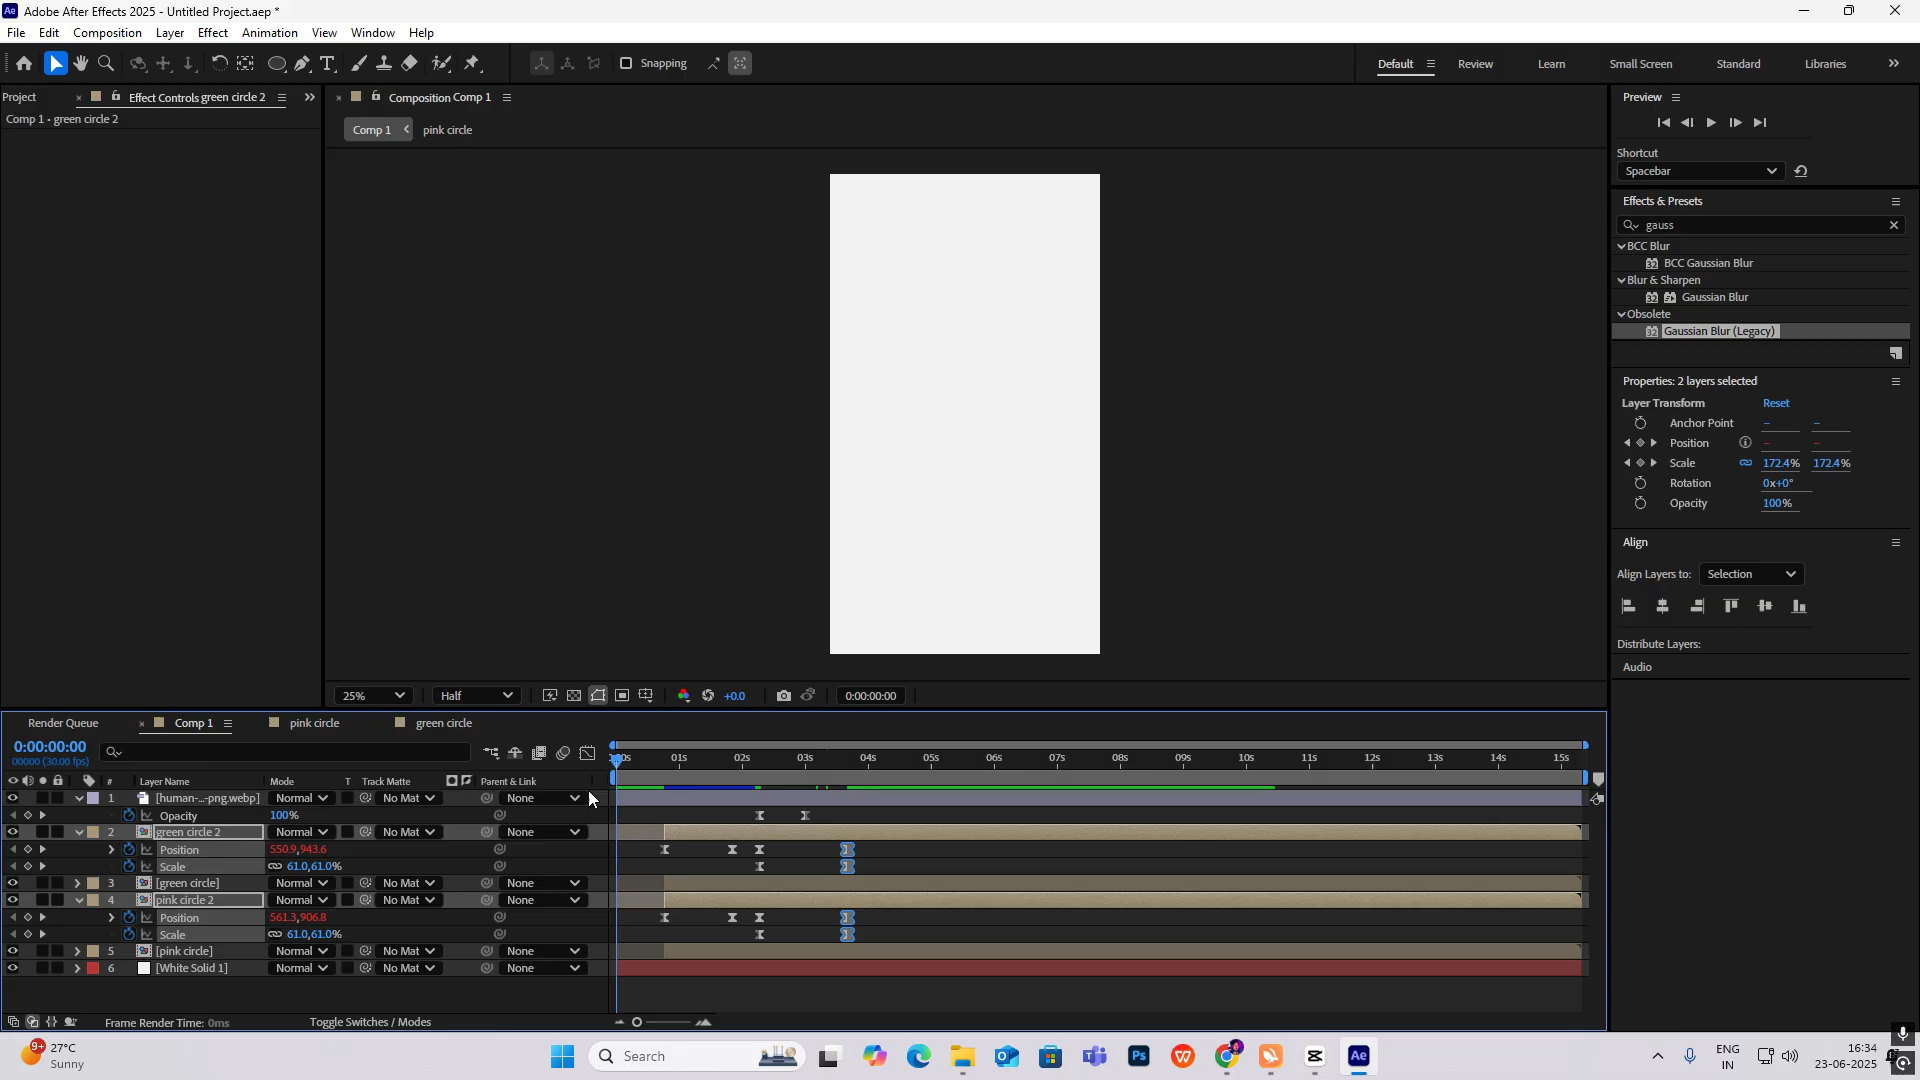 Adobe After Effects 2025 - Untitled Project.aep *
File Edit Composition Layer Effect Animation View Window Help
Snapping
Default Review Learn Small Screen Standard Libraries
Project Effect Controls green circle 2
Comp 1 • green circle 2
Composition Comp 1
Comp 1 pink circle
Preview
Shortcut
Spacebar
Effects & Presets
gauss
BCC Blur
BCC Gaussian Blur
Blur & Sharpen
Gaussian Blur
Obsolete
Gaussian Blur (Legacy)
Properties: 2 layers selected
Layer Transform Reset
Anchor Point – –
Position – –
Scale 172.4% 172.4%
Rotation 0x+0°
Opacity 100%
Align
Align Layers to: Selection
Distribute Layers:
Audio
25% Half +0.0 0:00:00:00
Render Queue Comp 1 pink circle green circle
0:00:00:00
00000 (30.00 fps)
01s 02s 03s 04s 05s 06s 07s 08s 09s 10s 11s 12s 13s 14s 15s
# Layer Name Mode T Track Matte Parent & Link
1 [human-...-png.webp] Normal No Mat None
Opacity 100%
2 green circle 2 Normal No Mat None
Position 550.9,943.6
Scale 61.0,61.0%
3 [green circle] Normal No Mat None
4 pink circle 2 Normal No Mat None
Position 561.3,906.8
Scale 61.0,61.0%
5 [pink circle] Normal No Mat None
6 [White Solid 1] Normal No Mat None
Frame Render Time: 0ms Toggle Switches / Modes
9+ 27°C
Sunny
Search
ENG
IN
16:34
23-06-2025